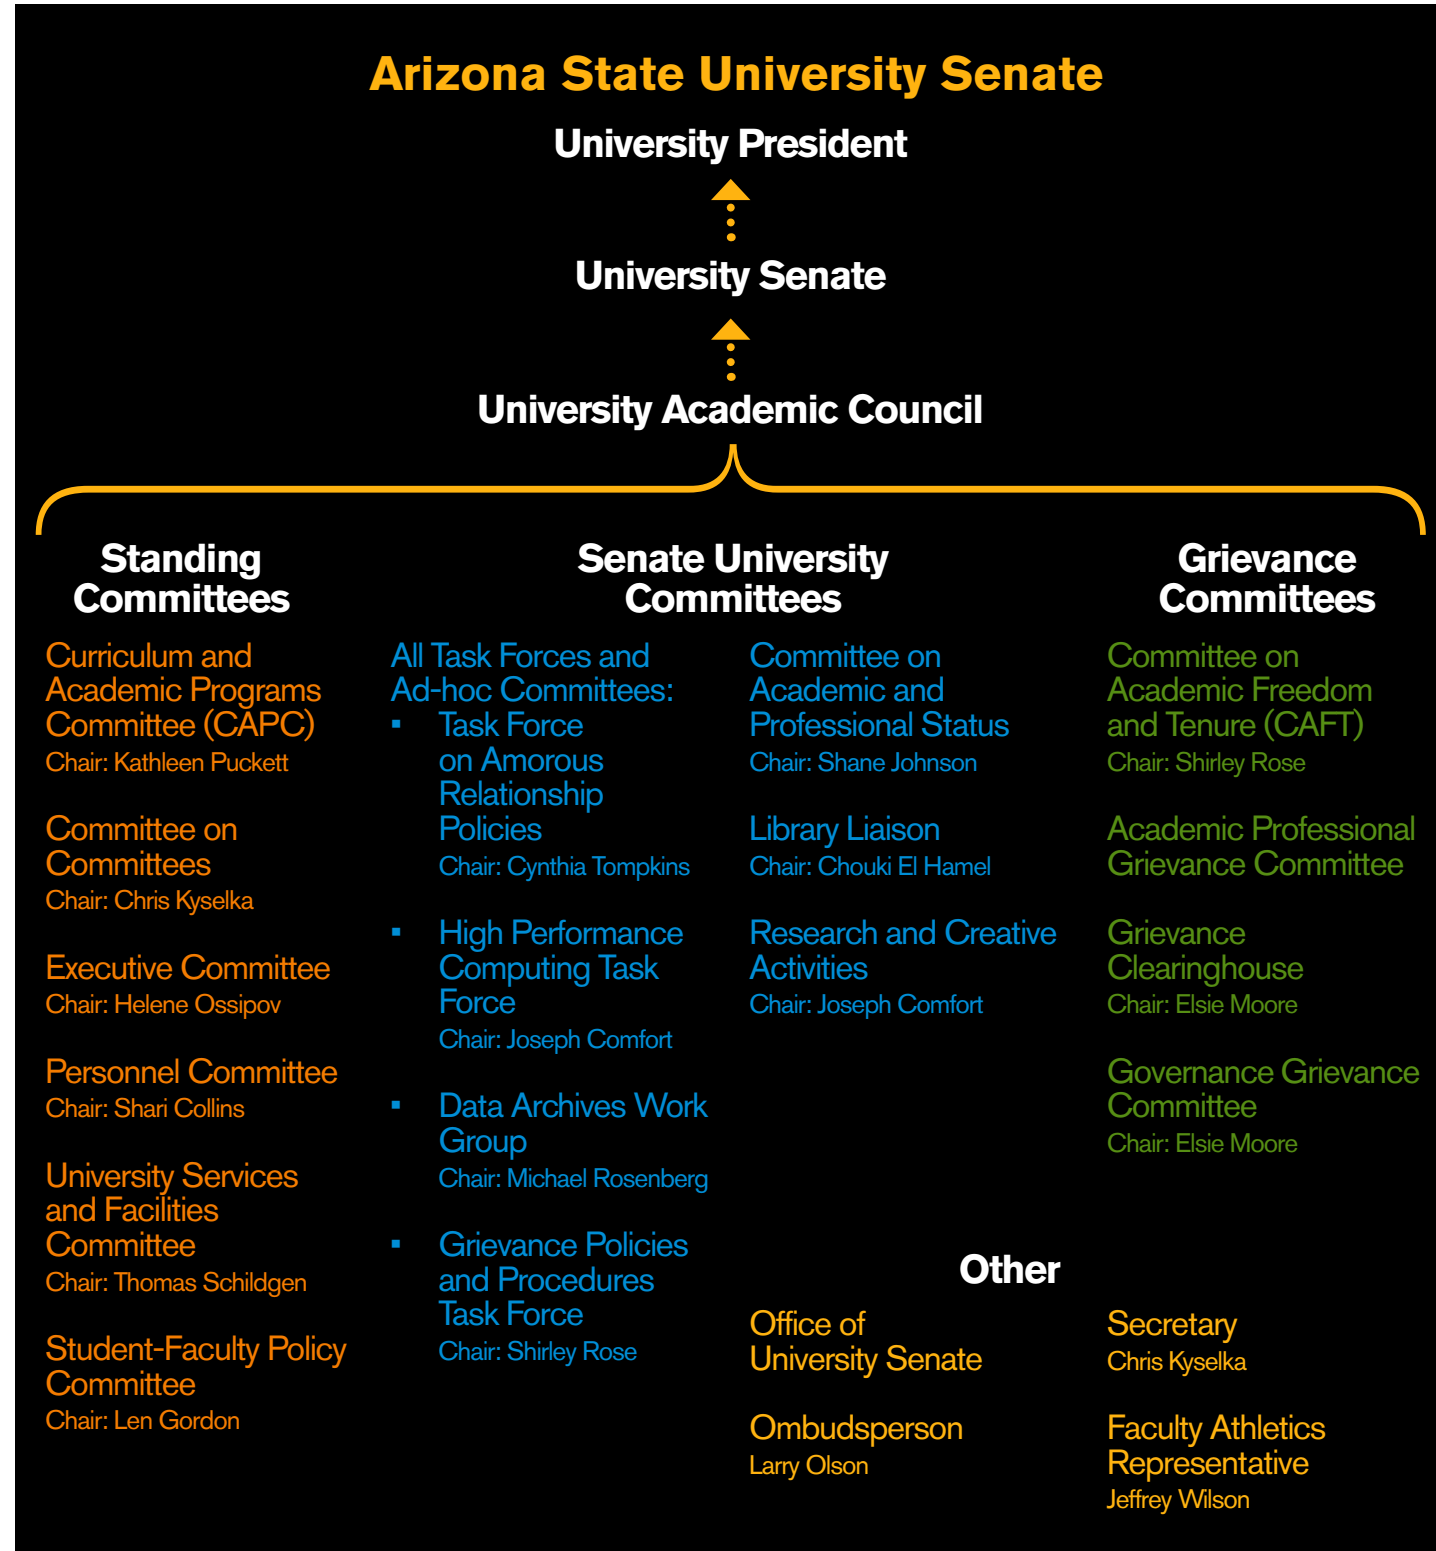 Arizona State University Senate
University President
University Senate
University Academic Council
Standing
Committees
Curriculum and
Academic Programs
Committee (CAPC)
Chair: Kathleen Puckett
Committee on
Committees
Chair: Chris Kyselka
Executive Committee
Chair: Helene Ossipov
Personnel Committee
Chair: Shari Collins
University Services
and Facilities
Committee
Chair: Thomas Schildgen
Student-Faculty Policy
Committee
Chair: Len Gordon
Senate University
Committees
All Task Forces and
Ad-hoc Committees:
▪ Task Force
on Amorous
Relationship
Policies
Chair: Cynthia Tompkins
▪ High Performance
Computing Task
Force
Chair: Joseph Comfort
▪ Data Archives Work
Group
Chair: Michael Rosenberg
▪ Grievance Policies
and Procedures
Task Force
Chair: Shirley Rose
Committee on
Academic and
Professional Status
Chair: Shane Johnson
Library Liaison
Chair: Chouki El Hamel
Research and Creative
Activities
Chair: Joseph Comfort
Grievance
Committees
Committee on
Academic Freedom
and Tenure (CAFT)
Chair: Shirley Rose
Academic Professional
Grievance Committee
Grievance
Clearinghouse
Chair: Elsie Moore
Governance Grievance
Committee
Chair: Elsie Moore
Other
Office of
University Senate
Ombudsperson
Larry Olson
Secretary
Chris Kyselka
Faculty Athletics
Representative
Jeffrey Wilson